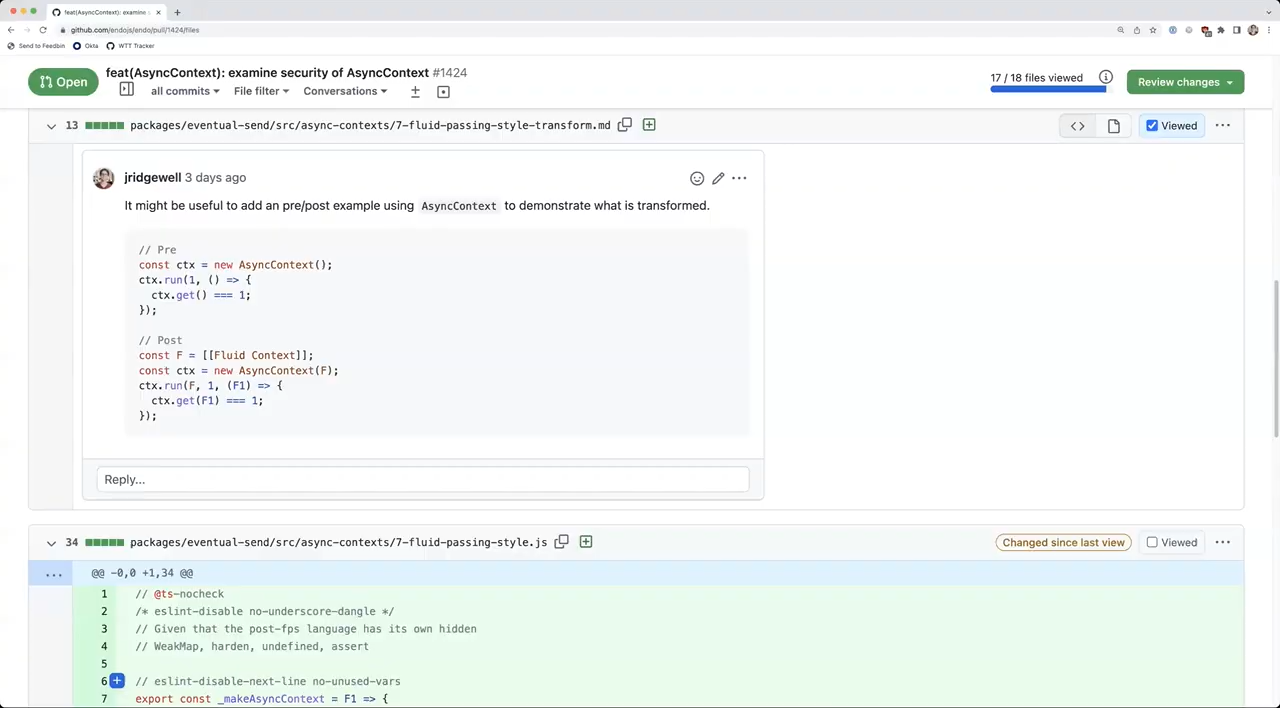 feat(AsyncContext): examine s
github.com/endojs/endo/pull/1424/files
Send to Feedbin Okta WTT Tracker
Open
feat(AsyncContext): examine security of AsyncContext #1424
all commits File filter Conversations
17 / 18 files viewed
Review changes
13 packages/eventual-send/src/async-contexts/7-fluid-passing-style-transform.md
Viewed
jridgewell 3 days ago
It might be useful to add an pre/post example using AsyncContext to demonstrate what is transformed.
// Pre
const ctx = new AsyncContext();
ctx.run(1, () => {
ctx.get() === 1;
});
// Post
const F = [[Fluid Context]];
const ctx = new AsyncContext(F);
ctx.run(F, 1, (F1) => {
ctx.get(F1) === 1;
});
Reply...
34 packages/eventual-send/src/async-contexts/7-fluid-passing-style.js
Changed since last view
Viewed
... @@ -0,0 +1,34 @@
1 // @ts-nocheck
2 /* eslint-disable no-underscore-dangle */
3 // Given that the post-fps language has its own hidden
4 // WeakMap, harden, undefined, assert
5
6 // eslint-disable-next-line no-unused-vars
7 export const _makeAsyncContext = F1 => {